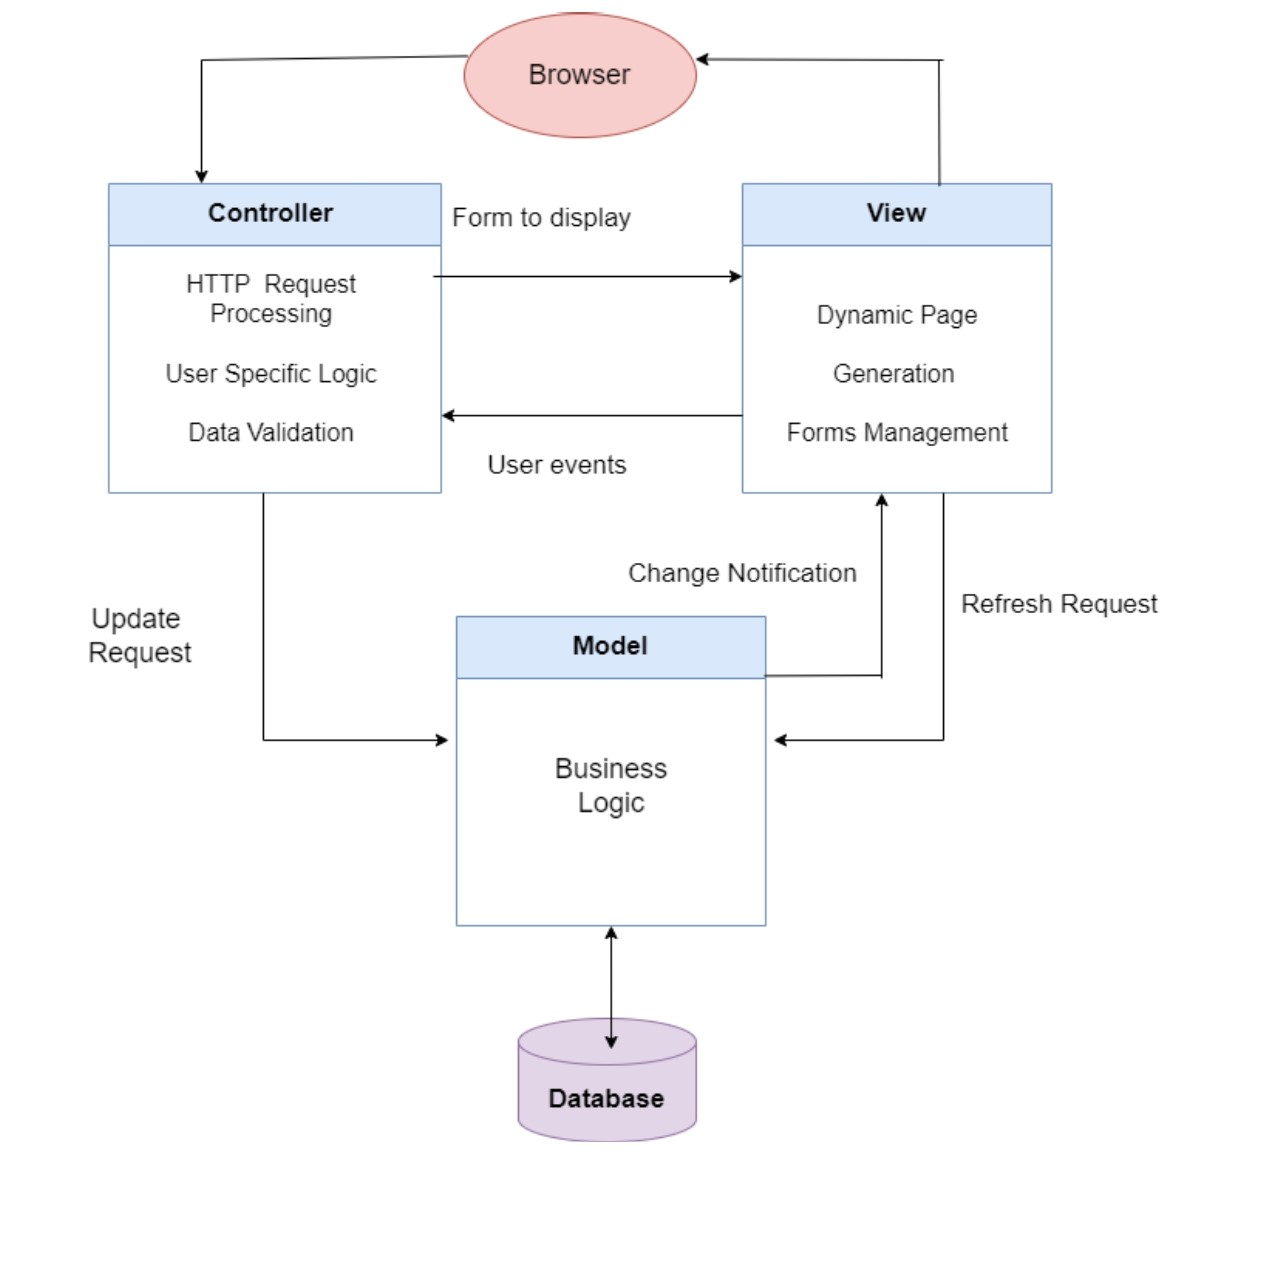 Browser
Controller
Form to display
View
HTTP  Request
Processing
User Specific Logic
Data Validation
Dynamic Page
Generation
Forms Management
User events
Change Notification
Refresh Request
Update
Request
Model
Business
Logic
Database